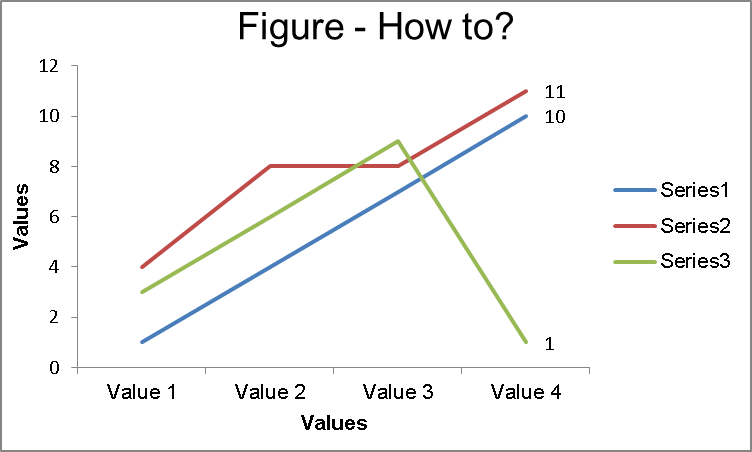 Figure - How to?
12
10
8
6
4
2
0
Values
11
10
1
Series1
Series2
Series3
Value 1 Value 2 Value 3 Value 4
Values